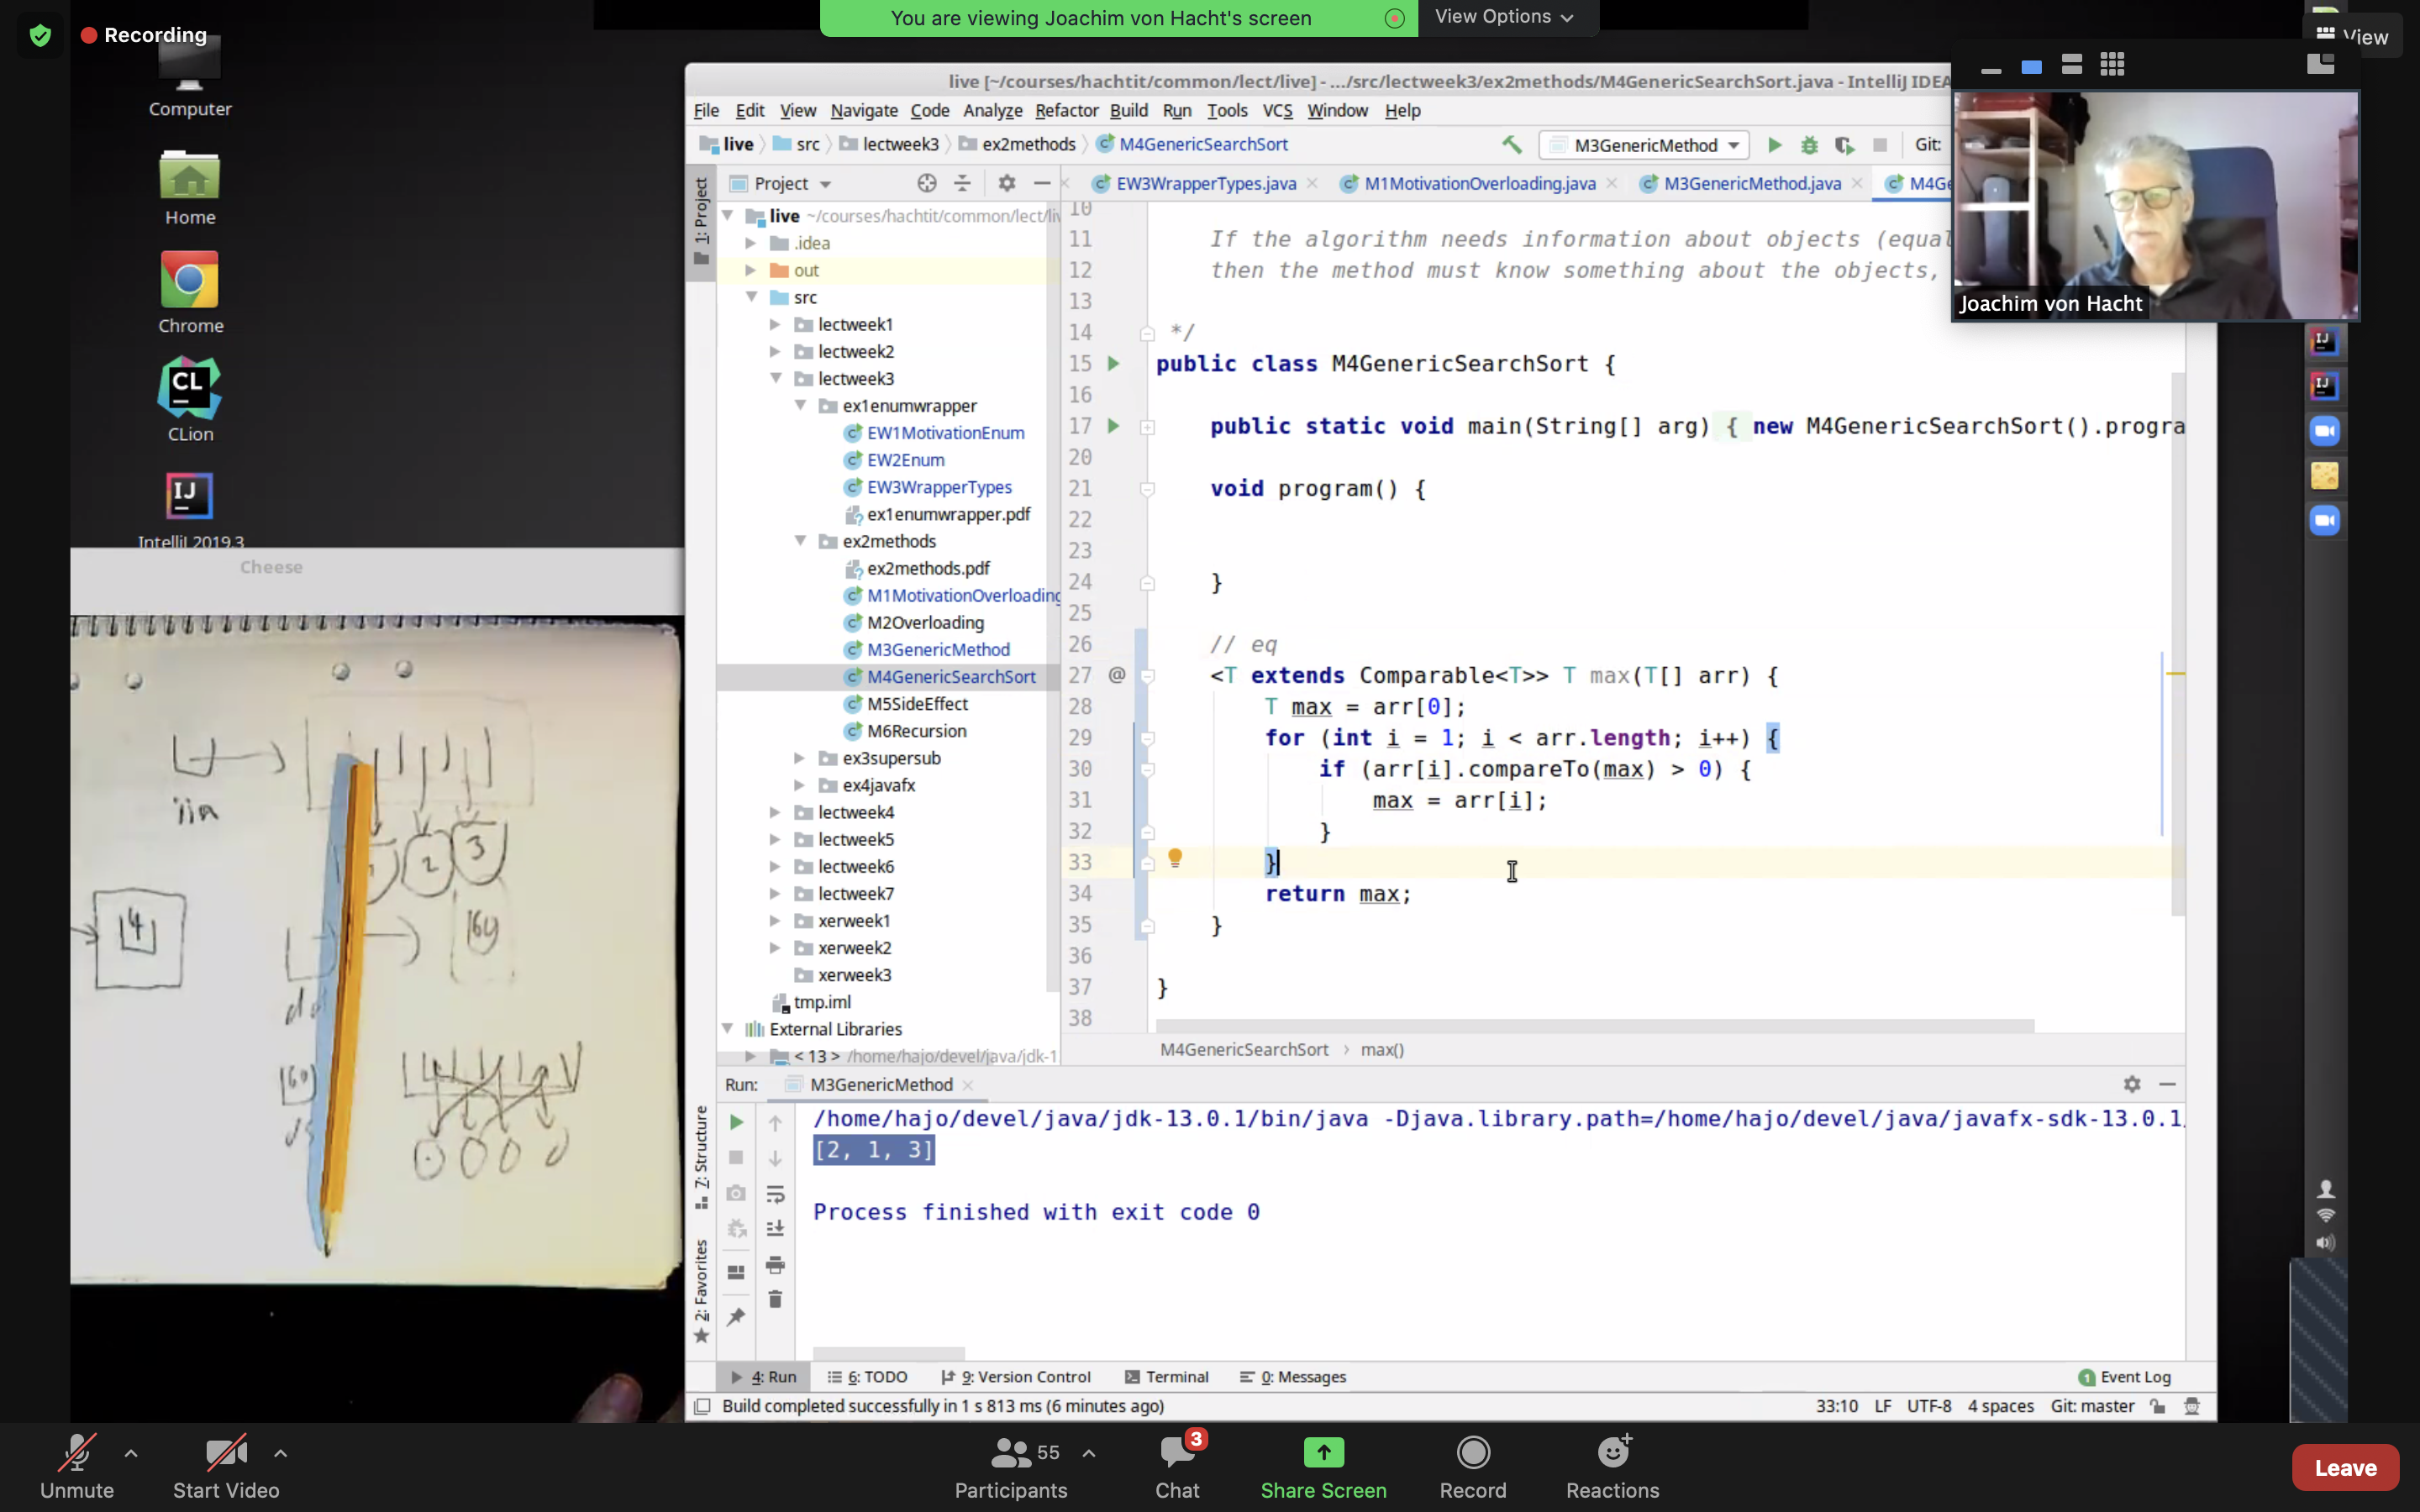 You are viewing Joachim von Hacht's screen
View Options
Recording
View
Computer
Home
Chrome
CLion
IntelliJ 2019.3
Cheese
live [~/courses/hachtit/common/lect/live] - .../src/lectweek3/ex2methods/M4GenericSearchSort.java - IntelliJ IDEA
File Edit View Navigate Code Analyze Refactor Build Run Tools VCS Window Help
live src lectweek3 ex2methods M4GenericSearchSort
M3GenericMethod
Git:
Joachim von Hacht
1: Project
Project
EW3WrapperTypes.java M1MotivationOverloading.java M3GenericMethod.java M4Ge
live ~/courses/hachtit/common/lect/liv
.idea
out
src
lectweek1
lectweek2
lectweek3
ex1enumwrapper
EW1MotivationEnum
EW2Enum
EW3WrapperTypes
ex1enumwrapper.pdf
ex2methods
ex2methods.pdf
M1MotivationOverloading
M2Overloading
M3GenericMethod
M4GenericSearchSort
M5SideEffect
M6Recursion
ex3supersub
ex4javafx
lectweek4
lectweek5
lectweek6
lectweek7
xerweek1
xerweek2
xerweek3
tmp.iml
External Libraries
< 13 > /home/hajo/devel/java/jdk-1
10
11 If the algorithm needs information about objects (equal
12 then the method must know something about the objects,
13
14 */
15 public class M4GenericSearchSort {
16
17 public static void main(String[] arg) { new M4GenericSearchSort().progra
20
21 void program() {
22
23
24 }
25
26 // eq
27 @ <T extends Comparable<T>> T max(T[] arr) {
28 T max = arr[0];
29 for (int i = 1; i < arr.length; i++) {
30 if (arr[i].compareTo(max) > 0) {
31 max = arr[i];
32 }
33 }
34 return max;
35 }
36
37 }
38
M4GenericSearchSort › max()
Run: M3GenericMethod
/home/hajo/devel/java/jdk-13.0.1/bin/java -Djava.library.path=/home/hajo/devel/java/javafx-sdk-13.0.1
[2, 1, 3]
Process finished with exit code 0
7: Structure
2: Favorites
4: Run 6: TODO 9: Version Control Terminal 0: Messages
Event Log
Build completed successfully in 1 s 813 ms (6 minutes ago)
33:10 LF UTF-8 4 spaces Git: master
2 3
4
Unmute
Start Video
55
Participants
3
Chat
Share Screen
Record
Reactions
Leave